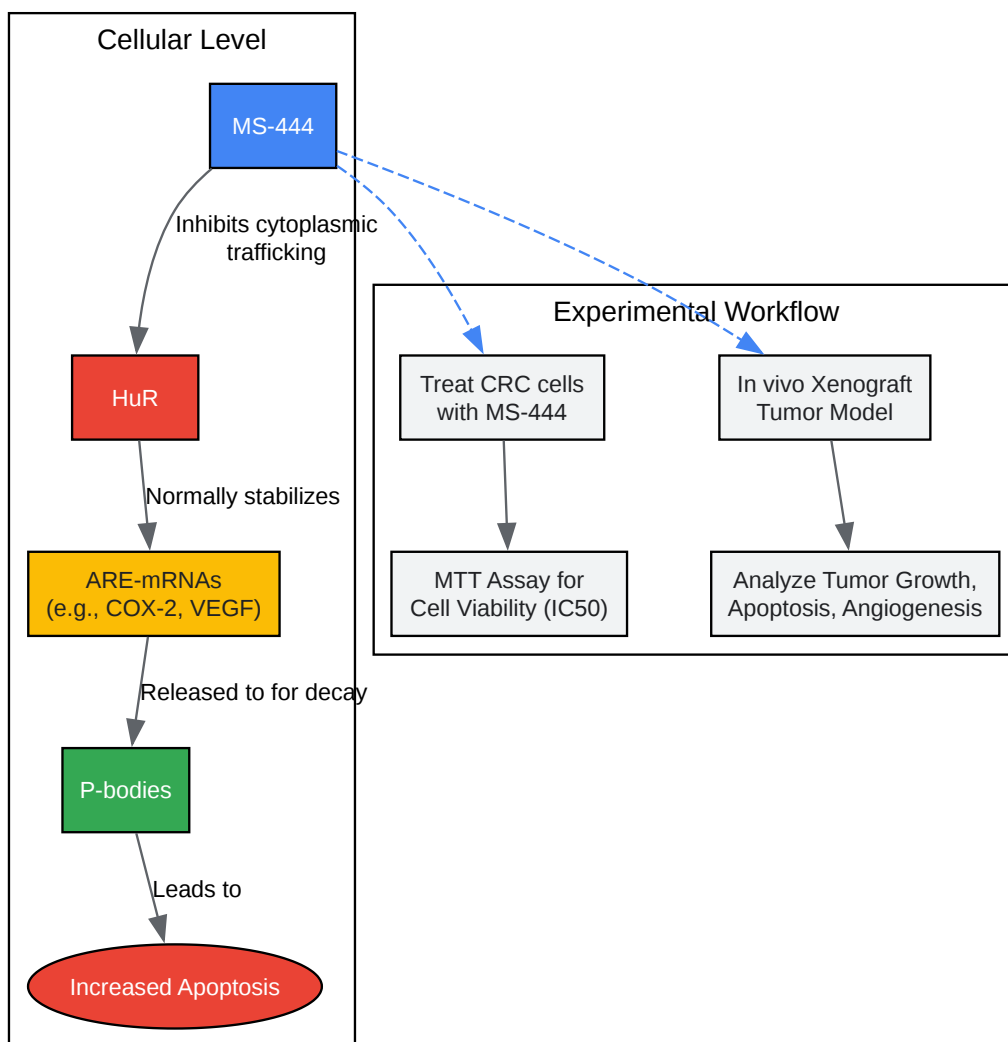 Cellular Level
MS-444
Inhibits cytoplasmic
trafficking
HuR
Normally stabilizes
ARE-mRNAs
(e.g., COX-2, VEGF)
Released to for decay
P-bodies
Leads to
Increased Apoptosis
Experimental Workflow
Treat CRC cells
with MS-444
In vivo Xenograft
Tumor Model
MTT Assay for
Cell Viability (IC50)
Analyze Tumor Growth,
Apoptosis, Angiogenesis